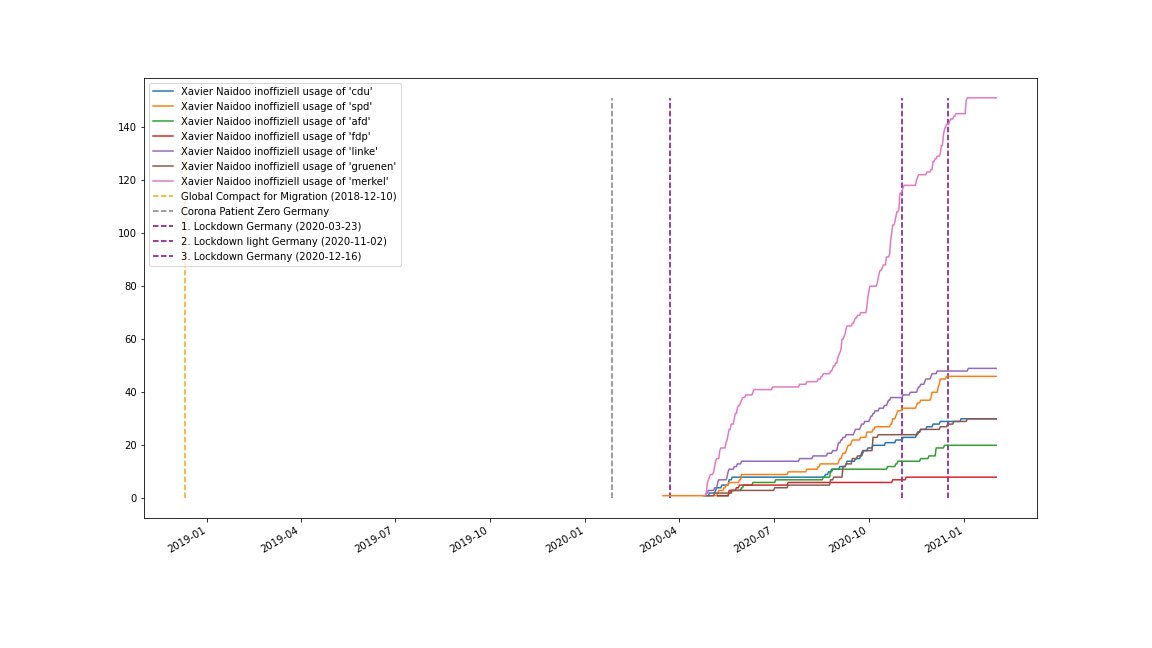 Xavier Naidoo inoffiziell usage of 'cdu'
Xavier Naidoo inoffiziell usage of 'spd'
Xavier Naidoo inoffiziell usage of 'afd'
Xavier Naidoo inoffiziell usage of 'fdp'
Xavier Naidoo inoffiziell usage of 'linke'
Xavier Naidoo inoffiziell usage of 'gruenen'
Xavier Naidoo inoffiziell usage of 'merkel'
Global Compact for Migration (2018-12-10)
Corona Patient Zero Germany
1. Lockdown Germany (2020-03-23)
2. Lockdown light Germany (2020-11-02)
3. Lockdown Germany (2020-12-16)
140
120
100
80
60
40
20
0
2019-01
2019-04
2019-07
2019-10
2020-01
2020-04
2020-07
2020-10
2021-01